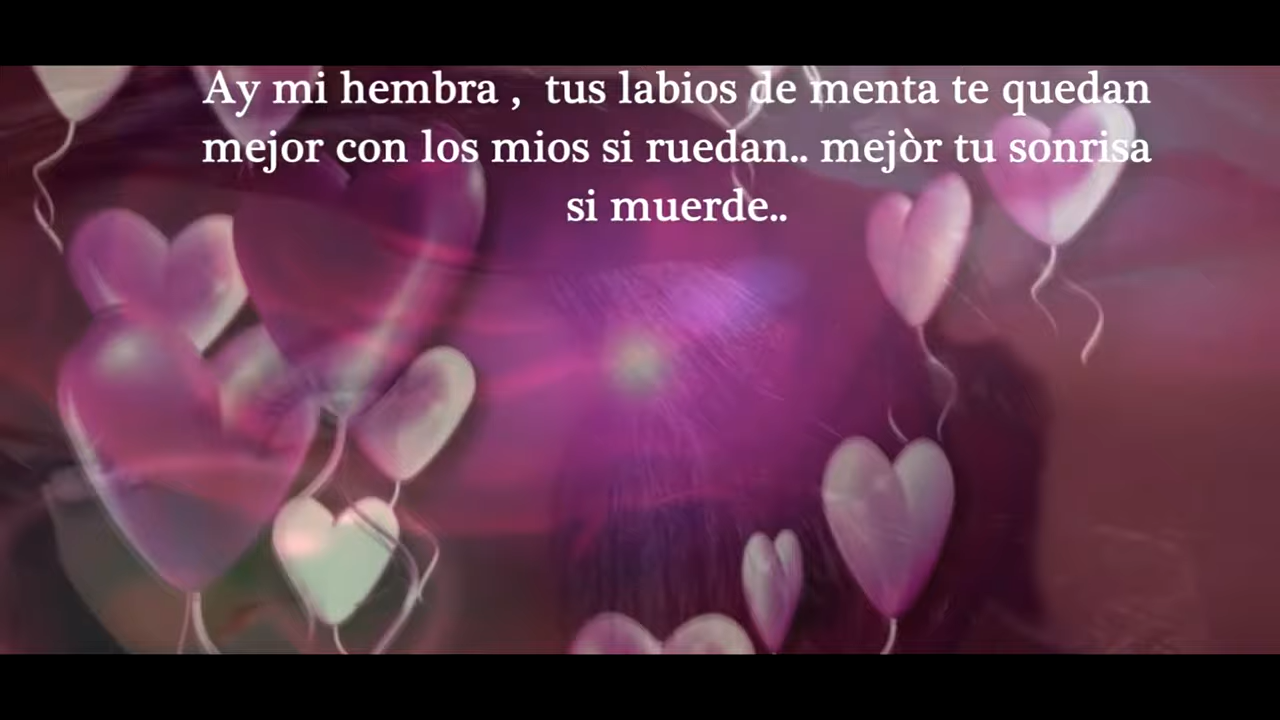 Ay mi hembra ,  tus labios de menta te quedan
mejor con los mios si ruedan.. mejòr tu sonrisa
si muerde..